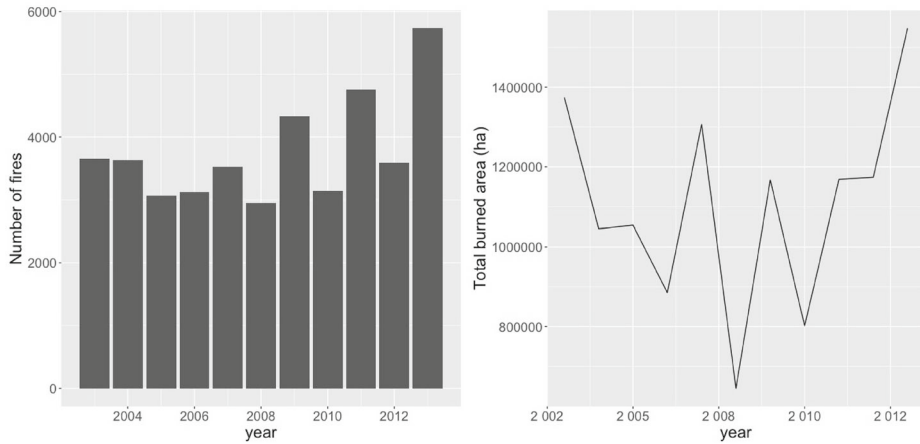 Number of fires
6000
4000
2000
0
2004 2006 2008 2010 2012
year
Total burned area (ha)
1400000
1200000
1000000
800000
2 002 2 005 2 008 2 010 2 012
year